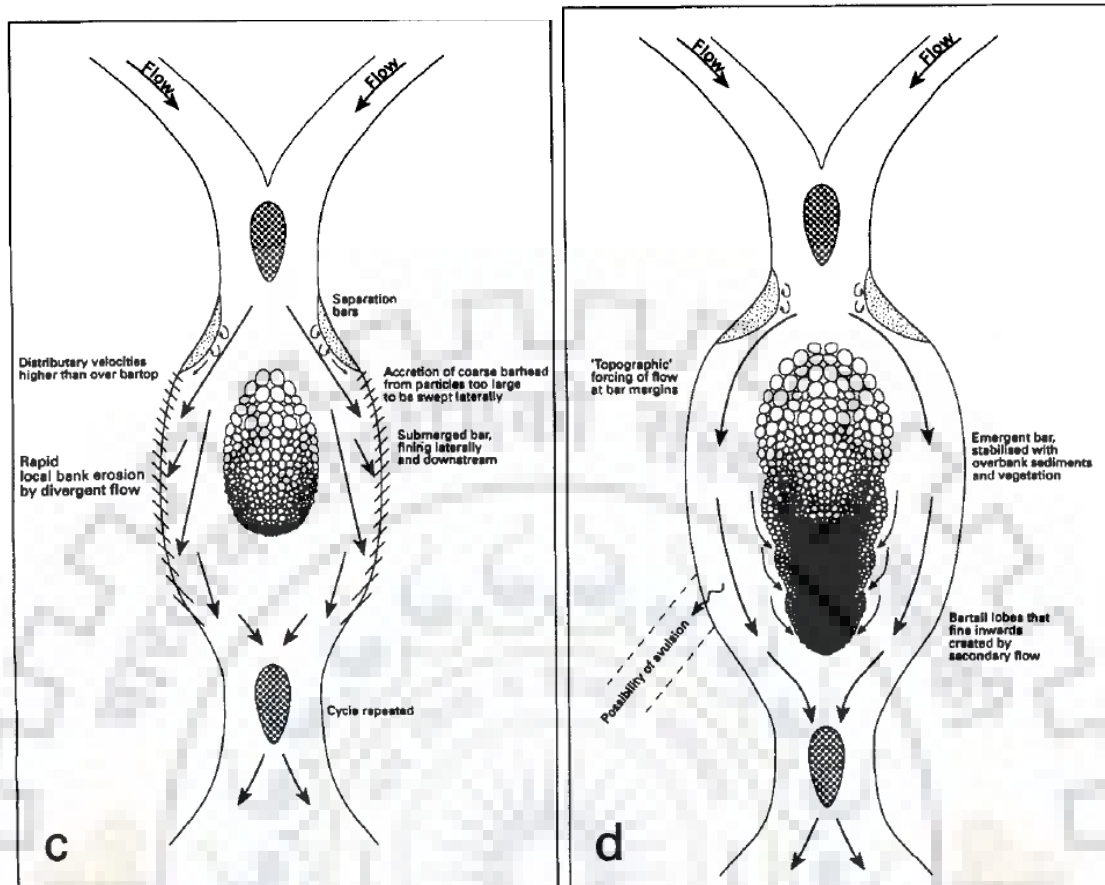 Flow
Flow
Separation
bars
Distributary velocities
higher than over bartop
Accretion of coarse barhead
from particles too large
to be swept laterally
Submerged bar,
fining laterally
and downstream
Rapid
local bank erosion
by divergent flow
Cycle repeated
c
Flow
Flow
'Topographic'
forcing of flow
at bar margins
Emergent bar,
stabilised with
overbank sediments
and vegetation
Possibility of avulsion
Bartail lobes that
fine inwards
created by
secondary flow
d